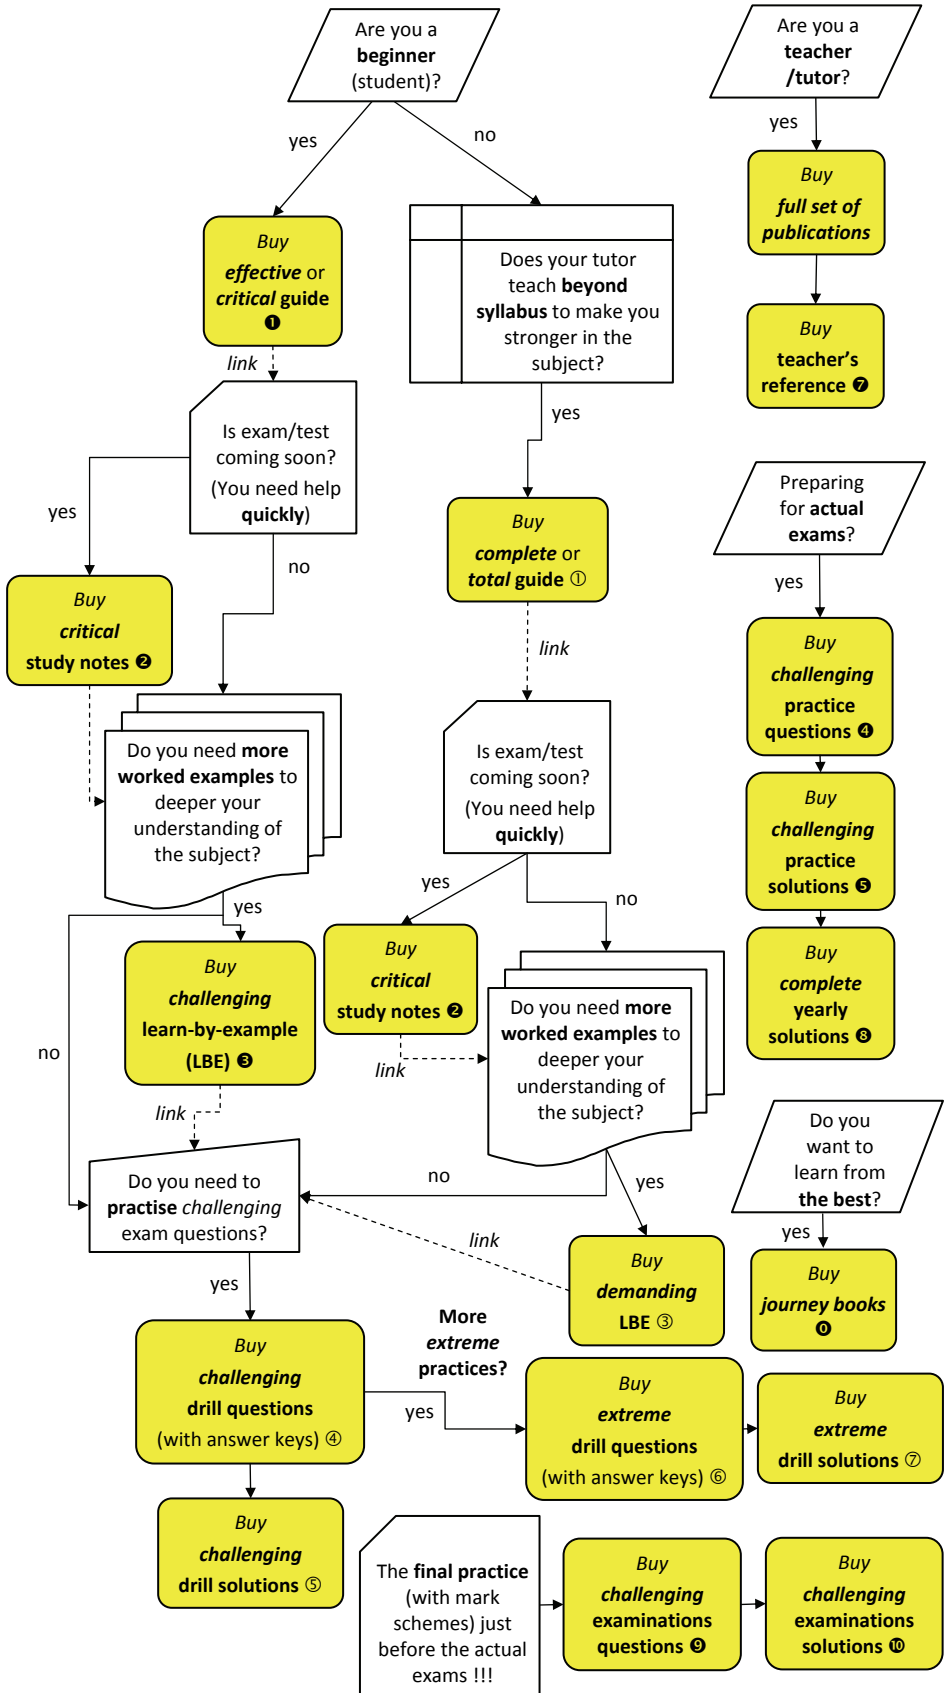 Are you a
beginner
(student)?
yes
no
Buy
effective or
critical guide
❶
link
Does your tutor
teach beyond
syllabus to make you
stronger in the
subject?
yes
Is exam/test
coming soon?
(You need help
quickly)
yes
no
Buy
critical
study notes ❷
Buy
complete or
total guide ①
link
Do you need more
worked examples to
deeper your
understanding of
the subject?
yes
no
Is exam/test
coming soon?
(You need help
quickly)
yes
no
Buy
challenging
learn-by-example
(LBE) ❸
link
Buy
critical
study notes ❷
link
Do you need more
worked examples to
deeper your
understanding of
the subject?
no
yes
Do you need to
practise challenging
exam questions?
yes
link
Buy
demanding
LBE ③
Buy
challenging
drill questions
(with answer keys) ④
More
extreme
practices?
yes
Buy
extreme
drill questions
(with answer keys) ⑥
Buy
extreme
drill solutions ⑦
Buy
challenging
drill solutions ⑤
The final practice
(with mark
schemes) just
before the actual
exams !!!
Buy
challenging
examinations
questions ❾
Buy
challenging
examinations
solutions ❿
Are you a
teacher
/tutor?
yes
Buy
full set of
publications
Buy
teacher's
reference ❼
Preparing
for actual
exams?
yes
Buy
challenging
practice
questions ❹
Buy
challenging
practice
solutions ❺
Buy
complete
yearly
solutions ❽
Do you
want to
learn from
the best?
yes
Buy
journey books
⓿